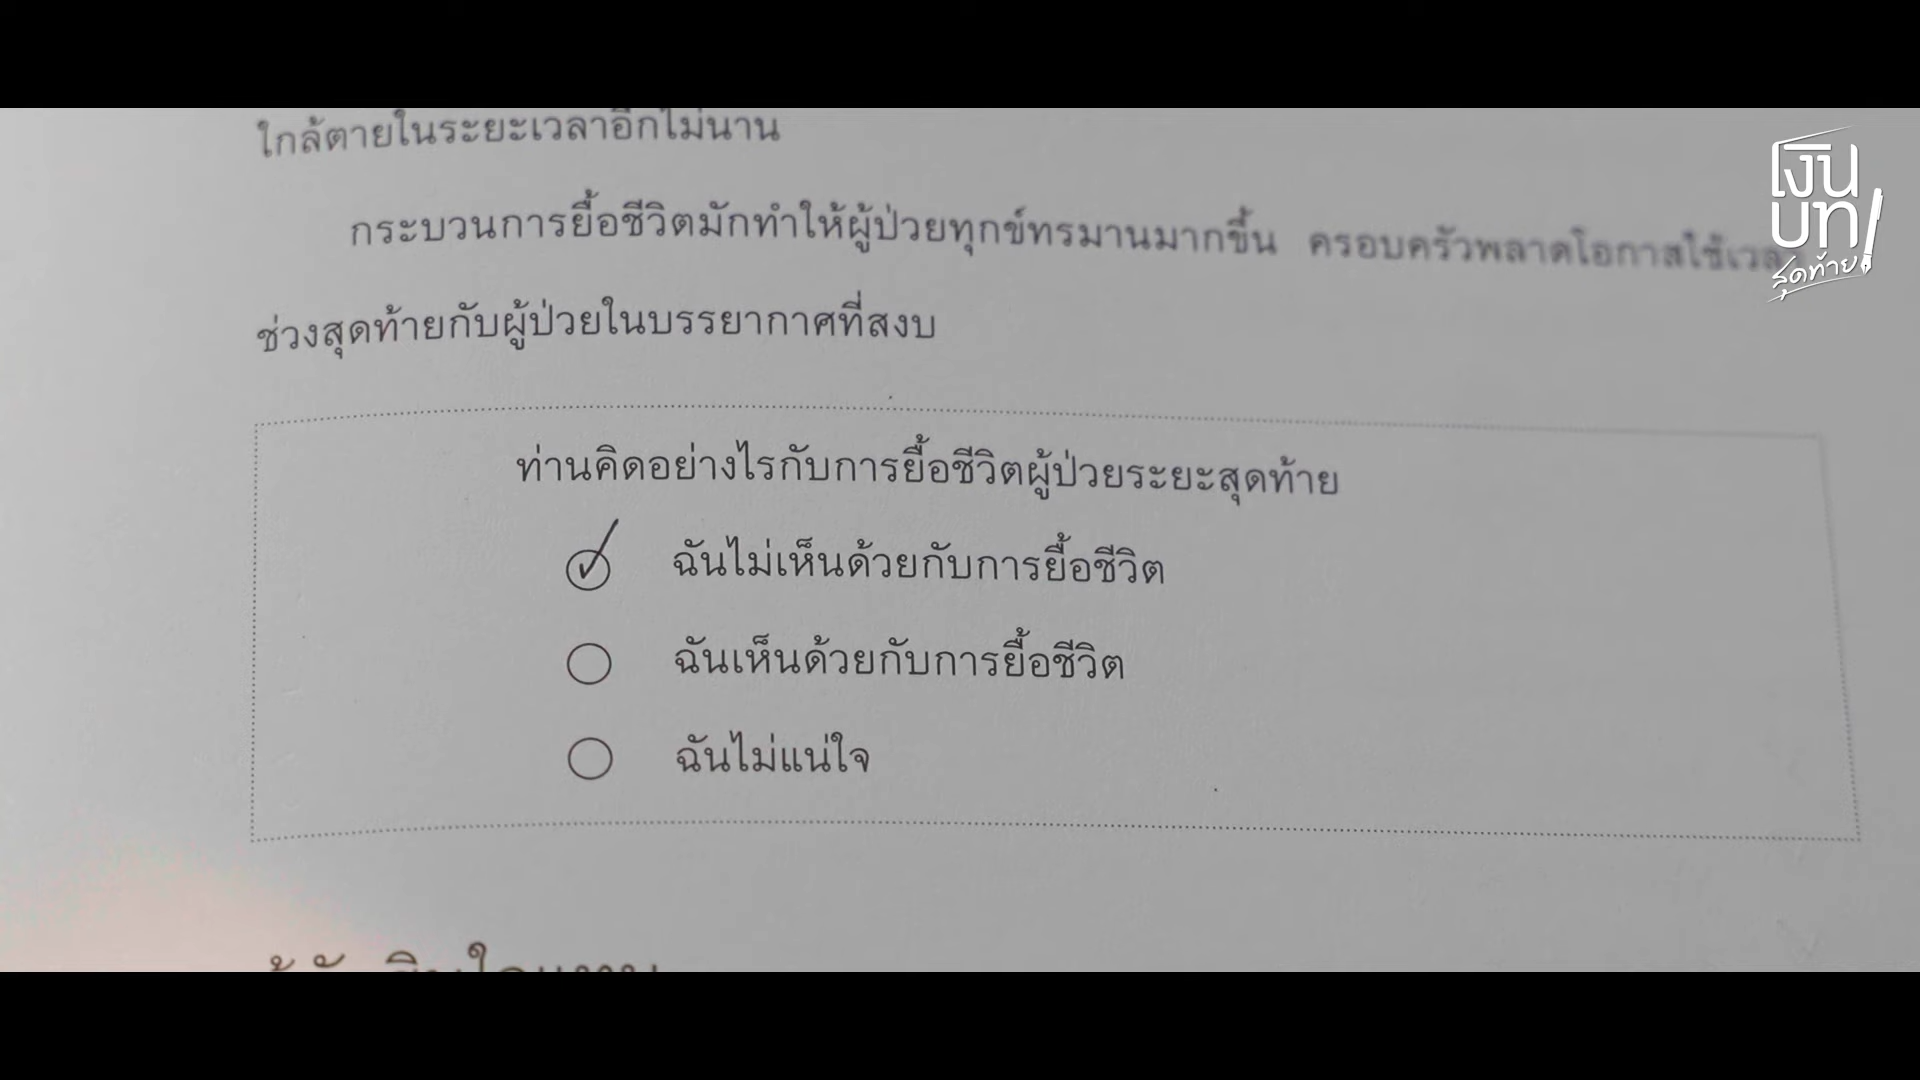 ใกล้ตายในระยะเวลาอีกไม่นาน
กระบวนการยื้อชีวิตมักทำให้ผู้ป่วยทุกข์ทรมานมากขึ้น ครอบครัวพลาดโอกาสใช้เวลา
ช่วงสุดท้ายกับผู้ป่วยในบรรยากาศที่สงบ
ท่านคิดอย่างไรกับการยื้อชีวิตผู้ป่วยระยะสุดท้าย
ฉันไม่เห็นด้วยกับการยื้อชีวิต
ฉันเห็นด้วยกับการยื้อชีวิต
ฉันไม่แน่ใจ
เงิน
บท
สุดท้าย